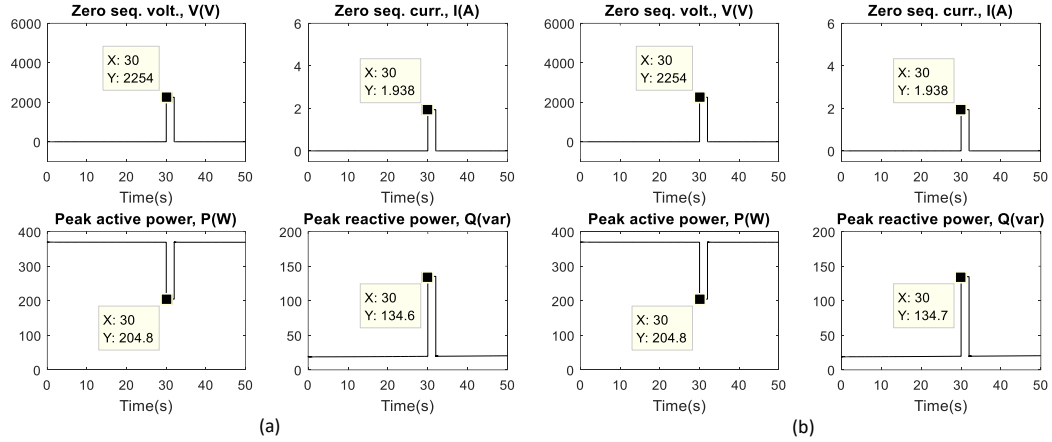 Zero seq. volt., V(V)
6000
4000
2000
0
X: 30
Y: 2254
0 10 20 30 40 50
Time(s)
Zero seq. curr., I(A)
6
4
2
0
X: 30
Y: 1.938
0 10 20 30 40 50
Time(s)
Peak active power, P(W)
400
300
200
100
0
X: 30
Y: 204.8
0 10 20 30 40 50
Time(s)
Peak reactive power, Q(var)
200
150
100
50
0
X: 30
Y: 134.6
0 10 20 30 40 50
Time(s)
(a)
Zero seq. volt., V(V)
6000
4000
2000
0
X: 30
Y: 2254
0 10 20 30 40 50
Time(s)
Zero seq. curr., I(A)
6
4
2
0
X: 30
Y: 1.938
0 10 20 30 40 50
Time(s)
Peak active power, P(W)
400
300
200
100
0
X: 30
Y: 204.8
0 10 20 30 40 50
Time(s)
Peak reactive power, Q(var)
200
150
100
50
0
X: 30
Y: 134.7
0 10 20 30 40 50
Time(s)
(b)